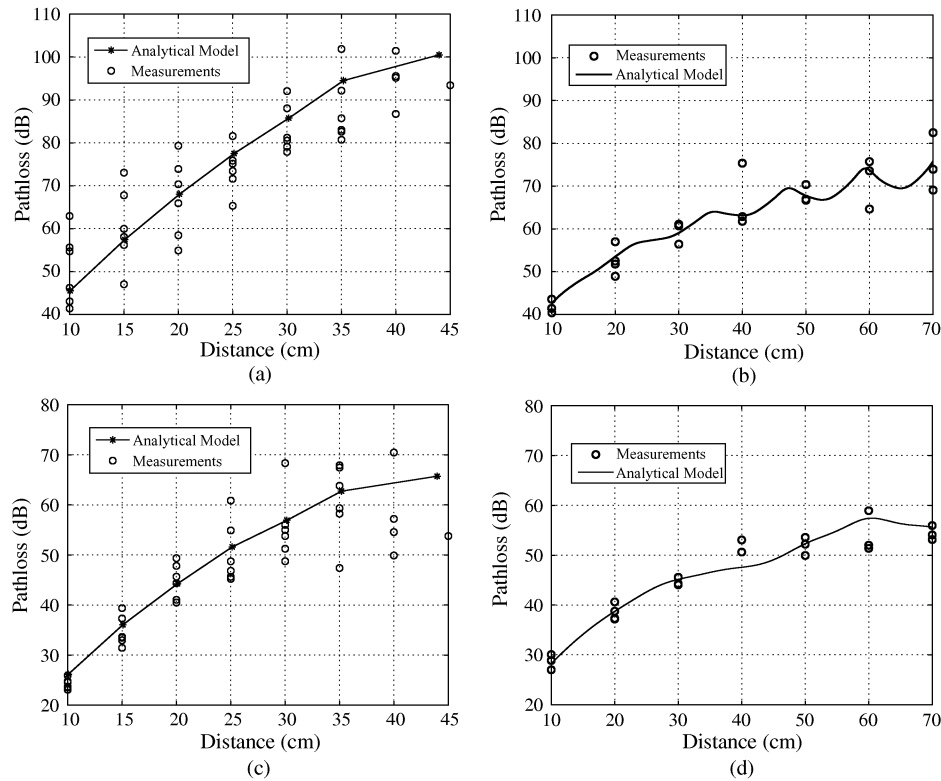 110
100
90
80
70
60
50
40
Pathloss (dB)
Analytical Model
Measurements
10 15 20 25 30 35 40 45
Distance (cm)
(a)
110
100
90
80
70
60
50
40
Pathloss (dB)
Measurements
Analytical Model
10 20 30 40 50 60 70
Distance (cm)
(b)
80
70
60
50
40
30
20
Pathloss (dB)
Analytical Model
Measurements
10 15 20 25 30 35 40 45
Distance (cm)
(c)
80
70
60
50
40
30
20
Pathloss (dB)
Measurements
Analytical Model
10 20 30 40 50 60 70
Distance (cm)
(d)